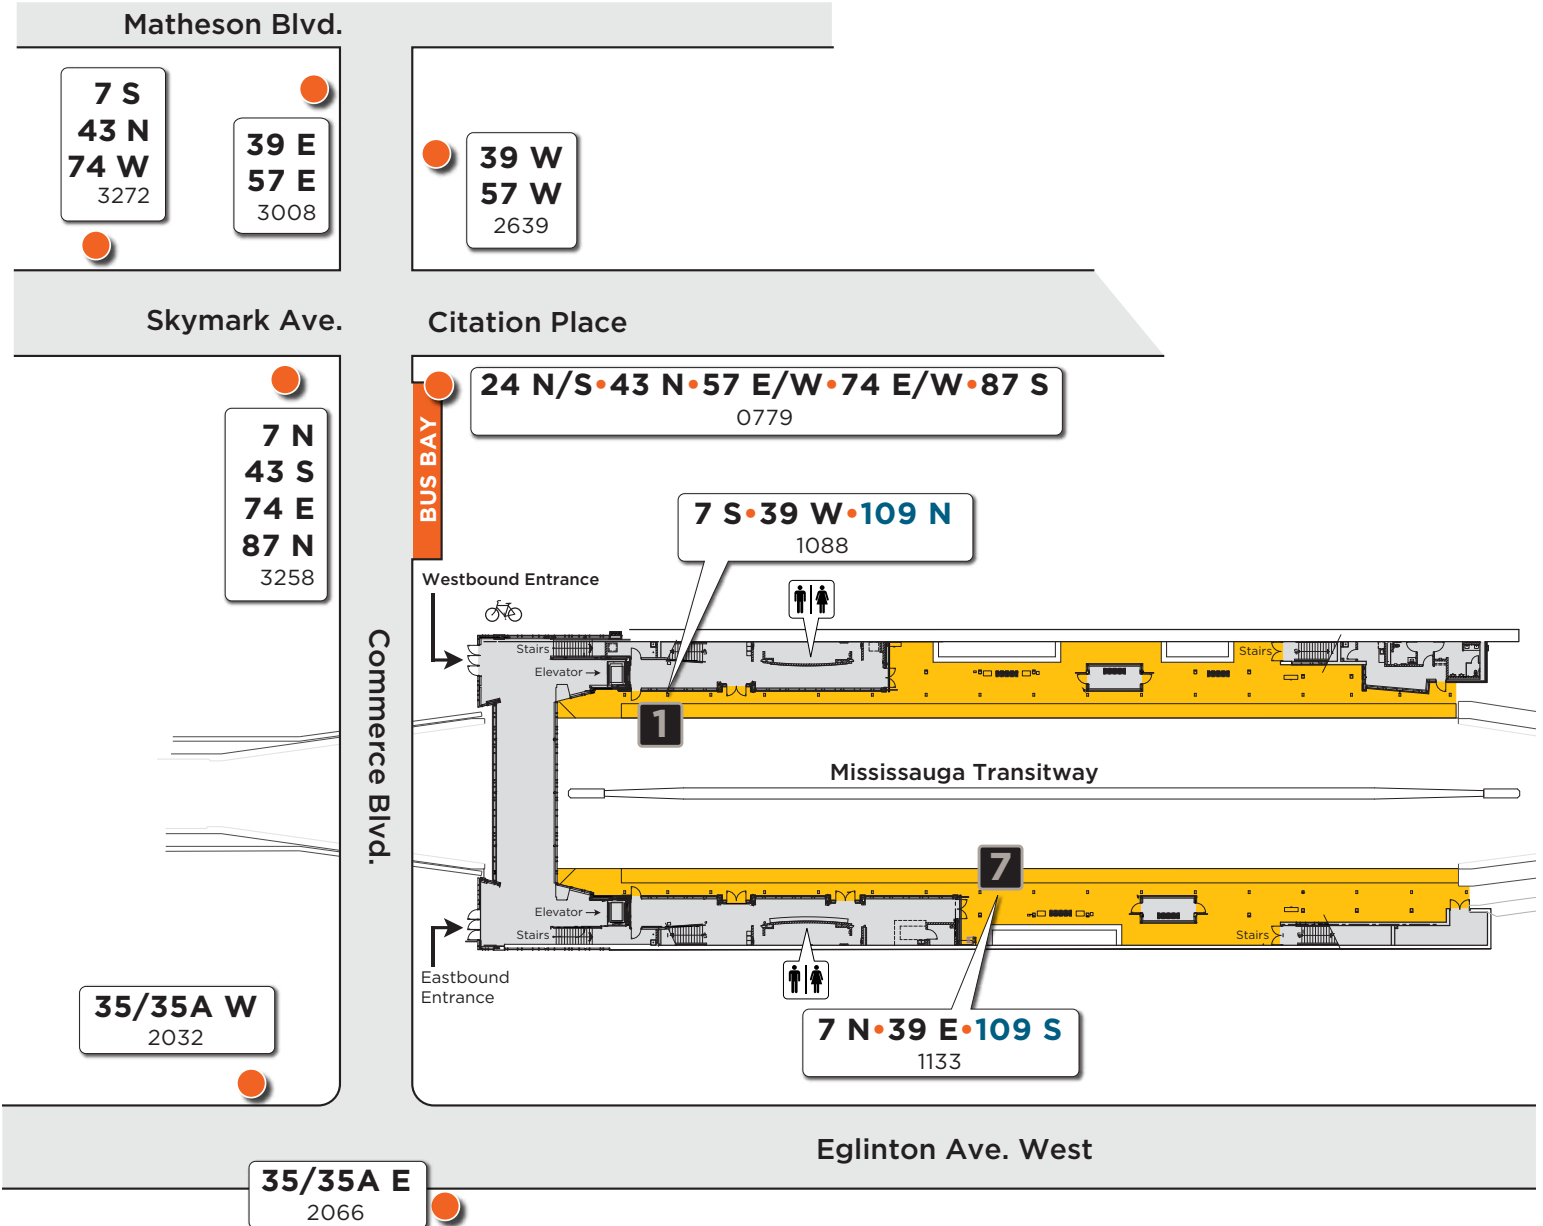 Matheson Blvd.
7 S
43 N
74 W
3272
39 E
57 E
3008
39 W
57 W
2639
Skymark Ave.
Citation Place
24 N/S•43 N•57 E/W•74 E/W•87 S
0779
BUS BAY
7 N
43 S
74 E
87 N
3258
7 S•39 W•109 N
1088
Westbound Entrance
Stairs
Elevator
Stairs
1
Commerce Blvd.
Mississauga Transitway
7
Elevator
Stairs
Stairs
Eastbound
Entrance
7 N•39 E•109 S
1133
35/35A W
2032
Eglinton Ave. West
35/35A E
2066